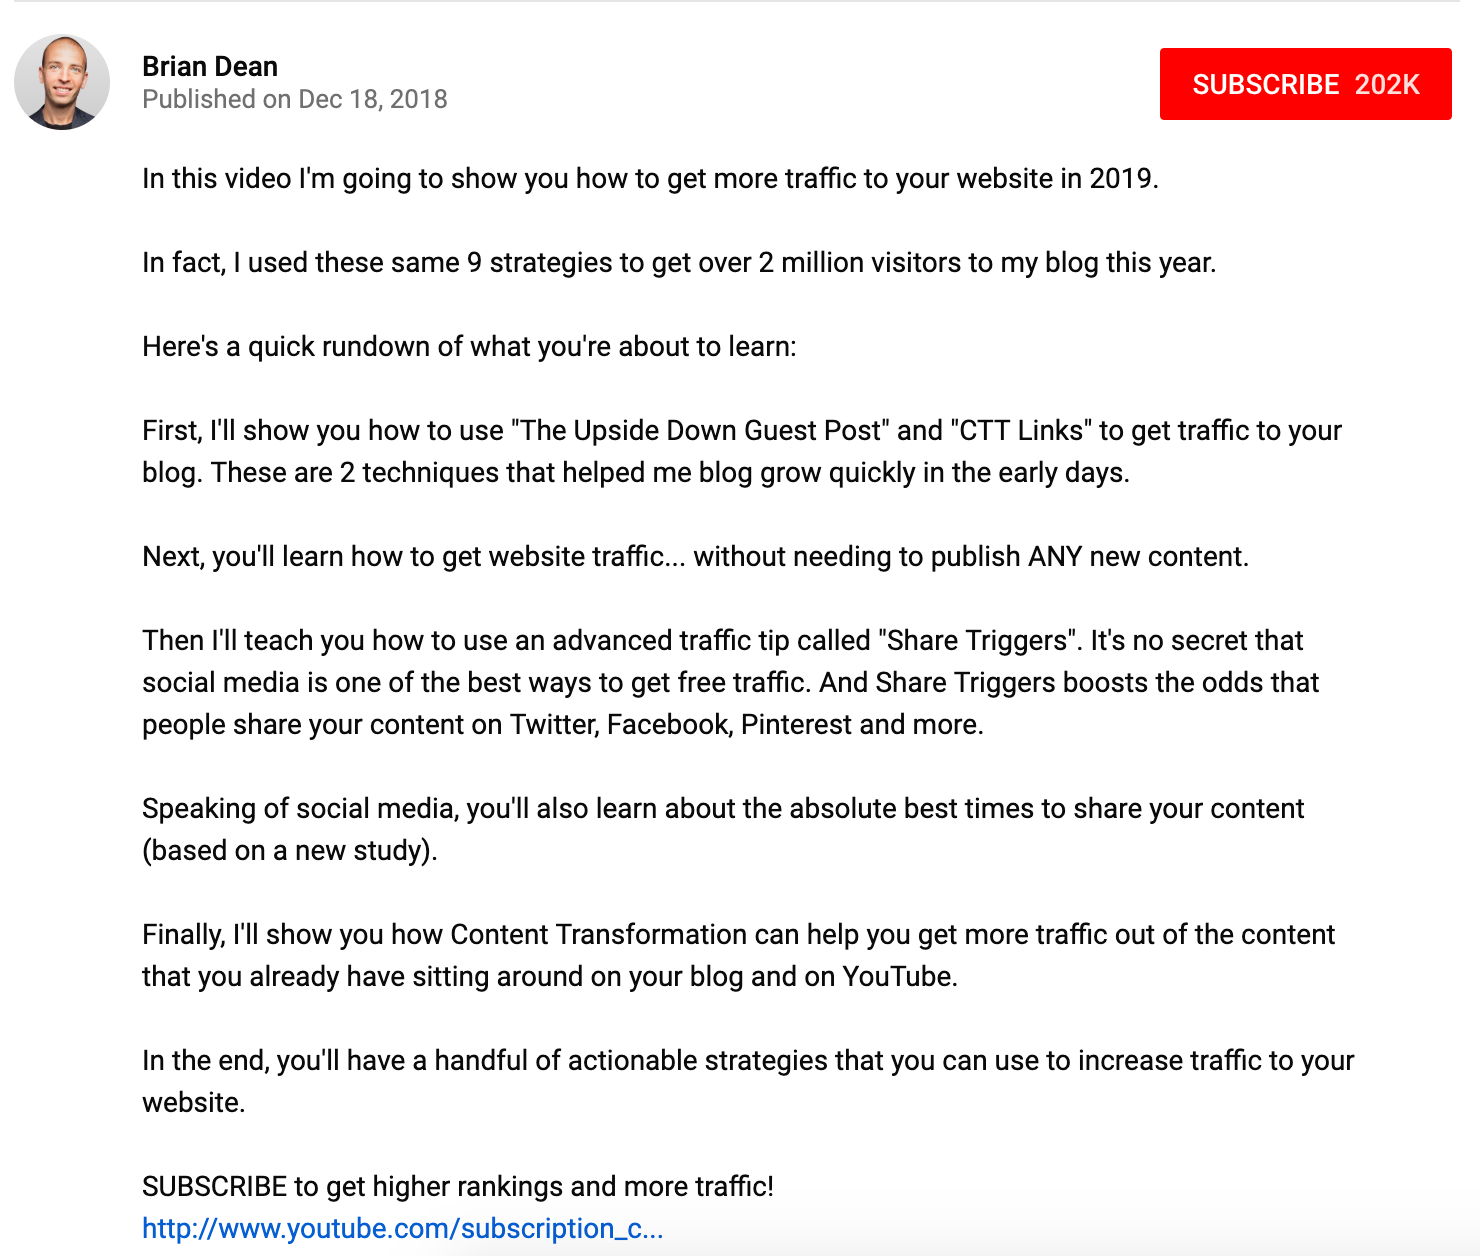 Brian Dean
Published on Dec 18, 2018
SUBSCRIBE 202K
In this video I'm going to show you how to get more traffic to your website in 2019.
In fact, I used these same 9 strategies to get over 2 million visitors to my blog this year.
Here's a quick rundown of what you're about to learn:
First, I'll show you how to use "The Upside Down Guest Post" and "CTT Links" to get traffic to your
blog. These are 2 techniques that helped me blog grow quickly in the early days.
Next, you'll learn how to get website traffic... without needing to publish ANY new content.
Then I'll teach you how to use an advanced traffic tip called "Share Triggers". It's no secret that
social media is one of the best ways to get free traffic. And Share Triggers boosts the odds that
people share your content on Twitter, Facebook, Pinterest and more.
Speaking of social media, you'll also learn about the absolute best times to share your content
(based on a new study).
Finally, I'll show you how Content Transformation can help you get more traffic out of the content
that you already have sitting around on your blog and on YouTube.
In the end, you'll have a handful of actionable strategies that you can use to increase traffic to your
website.
SUBSCRIBE to get higher rankings and more traffic!
http://www.youtube.com/subscription_c...